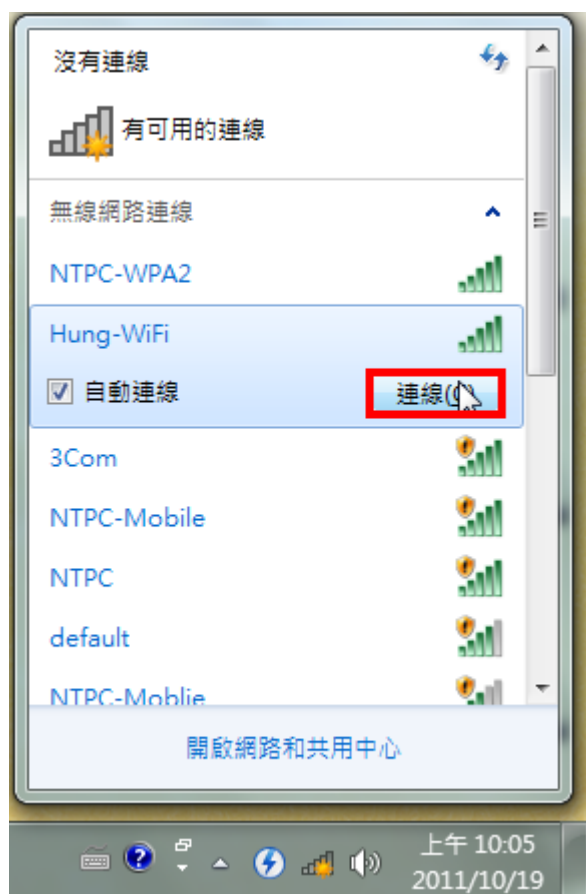 沒有連線
有可用的連線
無線網路連線
NTPC-WPA2
Hung-WiFi
自動連線
連線(
3Com
NTPC-Mobile
NTPC
default
NTPC-Moblie
開啟網路和共用中心
上午 10:05
2011/10/19